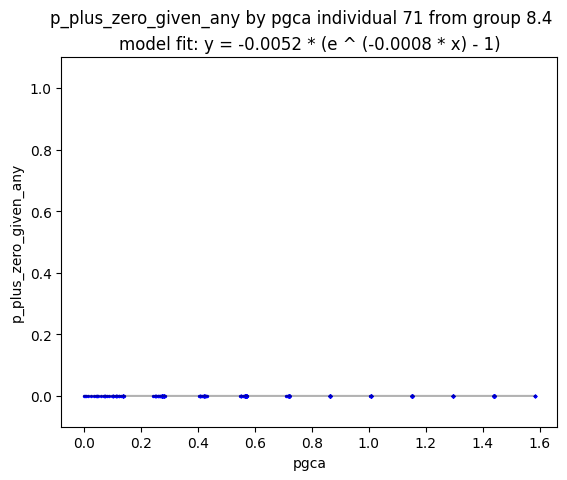 p_plus_zero_given_any by pgca individual 71 from group 8.4
model fit: y = -0.0052 * (e ^ (-0.0008 * x) - 1)
1.0
0.8
0.6
0.4
0.2
0.0
p_plus_zero_given_any
0.0 0.2 0.4 0.6 0.8 1.0 1.2 1.4 1.6
pgca